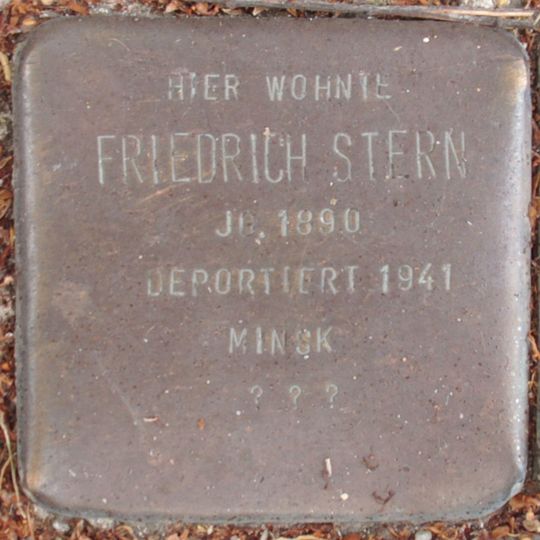 HIER WOHNTE
FRIEDRICH STERN
JG. 1890
DEPORTIERT 1941
MINSK
? ? ?